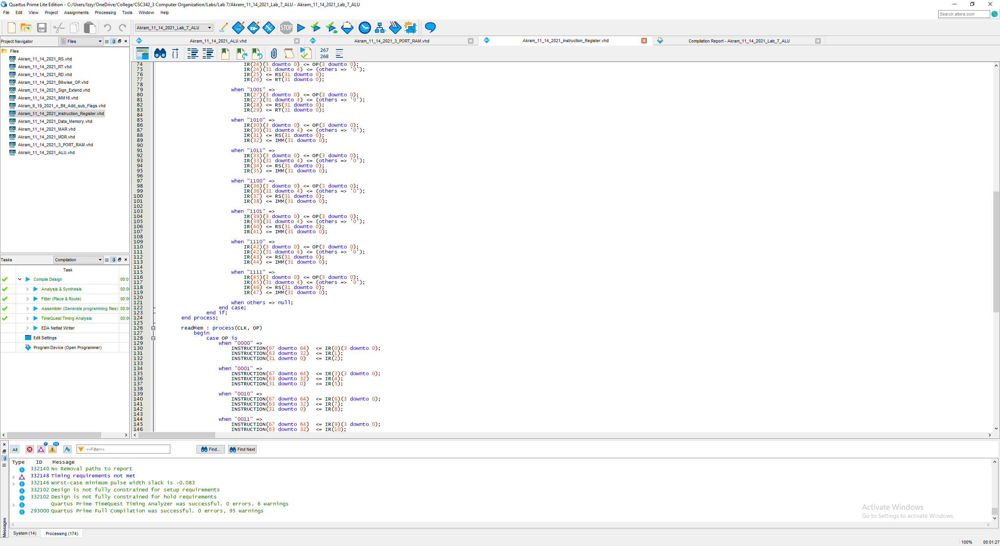 Quartus Prime Lite Edition - C:/Users/Izzy/OneDrive/College/CSC342_3 Computer Organization/Labs/Lab 7/Akram_11_14_2021_Lab_7_ALU - Akram_11_14_2021_Lab_7_ALU
File Edit View Project Assignments Processing Tools Window Help
Search altera.com
STOP
Akram_11_14_2021_Lab_7_ALU
Project Navigator Files
Files
Akram_11_14_2021_RS.vhd
Akram_11_14_2021_RT.vhd
Akram_11_14_2021_RD.vhd
Akram_11_14_2021_Bitwise_OP.vhd
Akram_11_14_2021_Sign_Extend.vhd
Akram_11_14_2021_IMM16.vhd
Akram_9_19_2021_n_Bit_Add_sub_Flags.vhd
Akram_11_14_2021_Instruction_Register.vhd
Akram_11_14_2021_Data_Memory.vhd
Akram_11_14_2021_MAR.vhd
Akram_11_14_2021_MDR.vhd
Akram_11_14_2021_3_PORT_RAM.vhd
Akram_11_14_2021_ALU.vhd
Tasks Compilation
Task
Compile Design 00:0
Analysis & Synthesis 00:0
Fitter (Place & Route) 00:0
Assembler (Generate programming files) 00:0
TimeQuest Timing Analysis 00:0
EDA Netlist Writer
Edit Settings
Program Device (Open Programmer)
Akram_11_14_2021_ALU.vhd Akram_11_14_2021_3_PORT_RAM.vhd Akram_11_14_2021_Instruction_Register.vhd Compilation Report - Akram_11_14_2021_Lab_7_ALU
267
268
74 IR(24)(3 downto 0) <= OP(3 downto 0);
75 IR(24)(31 downto 4) <= (others => '0');
76 IR(25) <= RS(31 downto 0);
77 IR(26) <= RT(31 downto 0);
78
79 when "1001" =>
80 IR(27)(3 downto 0) <= OP(3 downto 0);
81 IR(27)(31 downto 4) <= (others => '0');
82 IR(28) <= RS(31 downto 0);
83 IR(29) <= RT(31 downto 0);
84
85 when "1010" =>
86 IR(30)(3 downto 0) <= OP(3 downto 0);
87 IR(30)(31 downto 4) <= (others => '0');
88 IR(31) <= RS(31 downto 0);
89 IR(32) <= IMM(31 downto 0);
90
91 when "1011" =>
92 IR(33)(3 downto 0) <= OP(3 downto 0);
93 IR(33)(31 downto 4) <= (others => '0');
94 IR(34) <= RS(31 downto 0);
95 IR(35) <= IMM(31 downto 0);
96
97 when "1100" =>
98 IR(36)(3 downto 0) <= OP(3 downto 0);
99 IR(36)(31 downto 4) <= (others => '0');
100 IR(37) <= RS(31 downto 0);
101 IR(38) <= IMM(31 downto 0);
102
103 when "1101" =>
104 IR(39)(3 downto 0) <= OP(3 downto 0);
105 IR(39)(31 downto 4) <= (others => '0');
106 IR(40) <= RS(31 downto 0);
107 IR(41) <= IMM(31 downto 0);
108
109 when "1110" =>
110 IR(42)(3 downto 0) <= OP(3 downto 0);
111 IR(42)(31 downto 4) <= (others => '0');
112 IR(43) <= RS(31 downto 0);
113 IR(44) <= IMM(31 downto 0);
114
115 when "1111" =>
116 IR(45)(3 downto 0) <= OP(3 downto 0);
117 IR(45)(31 downto 4) <= (others => '0');
118 IR(46) <= RS(31 downto 0);
119 IR(47) <= IMM(31 downto 0);
120
121 when others => null;
122 end case;
123 end if;
124 end process;
125
126 readMem : process(CLK, OP)
127 begin
128 case OP is
129 when "0000" =>
130 INSTRUCTION(67 downto 64) <= IR(0)(3 downto 0);
131 INSTRUCTION(63 downto 32) <= IR(1);
132 INSTRUCTION(31 downto 0) <= IR(2);
133
134 when "0001" =>
135 INSTRUCTION(67 downto 64) <= IR(3)(3 downto 0);
136 INSTRUCTION(63 downto 32) <= IR(4);
137 INSTRUCTION(31 downto 0) <= IR(5);
138
139 when "0010" =>
140 INSTRUCTION(67 downto 64) <= IR(6)(3 downto 0);
141 INSTRUCTION(63 downto 32) <= IR(7);
142 INSTRUCTION(31 downto 0) <= IR(8);
143
144 when "0011" =>
145 INSTRUCTION(67 downto 64) <= IR(9)(3 downto 0);
146 INSTRUCTION(63 downto 32) <= IR(10);
All 7 54 <<Filter>> Find... Find Next
Type ID Message
332140 No Removal paths to report
332148 Timing requirements not met
332146 Worst-case minimum pulse width slack is -0.083
332102 Design is not fully constrained for setup requirements
332102 Design is not fully constrained for hold requirements
Quartus Prime TimeQuest Timing Analyzer was successful. 0 errors, 6 warnings
293000 Quartus Prime Full Compilation was successful. 0 errors, 95 warnings
Messages
System (14) Processing (174)
Activate Windows
Go to Settings to activate Windows.
100% 00:01:27